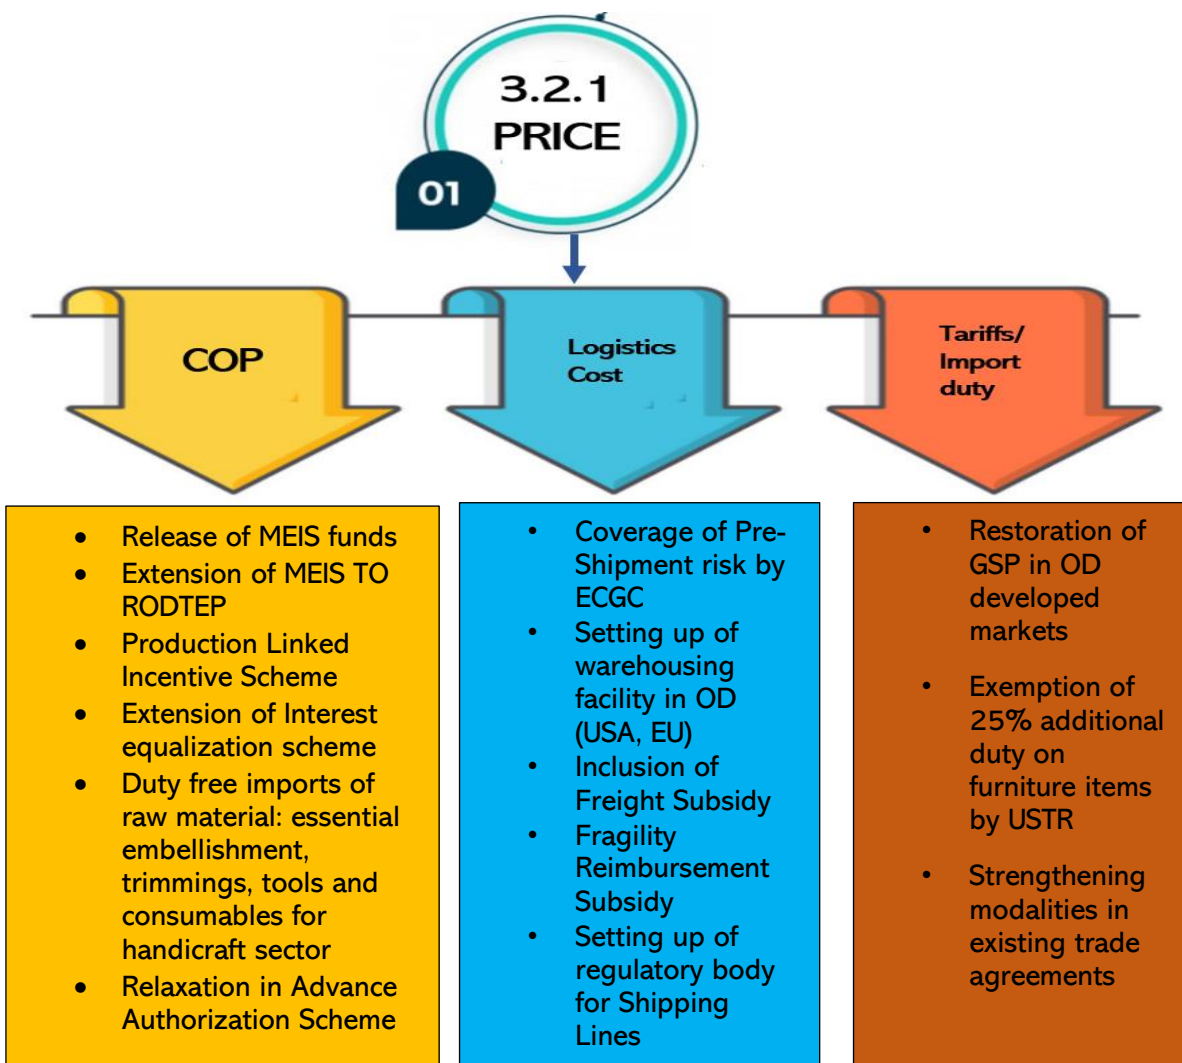 3.2.1
PRICE
01
COP
Logistics
Cost
Tariffs/
Import
duty
• Release of MEIS funds
• Extension of MEIS TO
RODTEP
• Production Linked
Incentive Scheme
• Extension of Interest
equalization scheme
• Duty free imports of
raw material: essential
embellishment,
trimmings, tools and
consumables for
handicraft sector
• Relaxation in Advance
Authorization Scheme
• Coverage of Pre-
Shipment risk by
ECGC
• Setting up of
warehousing
facility in OD
(USA, EU)
• Inclusion of
Freight Subsidy
• Fragility
Reimbursement
Subsidy
• Setting up of
regulatory body
for Shipping
Lines
• Restoration of
GSP in OD
developed
markets
• Exemption of
25% additional
duty on
furniture items
by USTR
• Strengthening
modalities in
existing trade
agreements